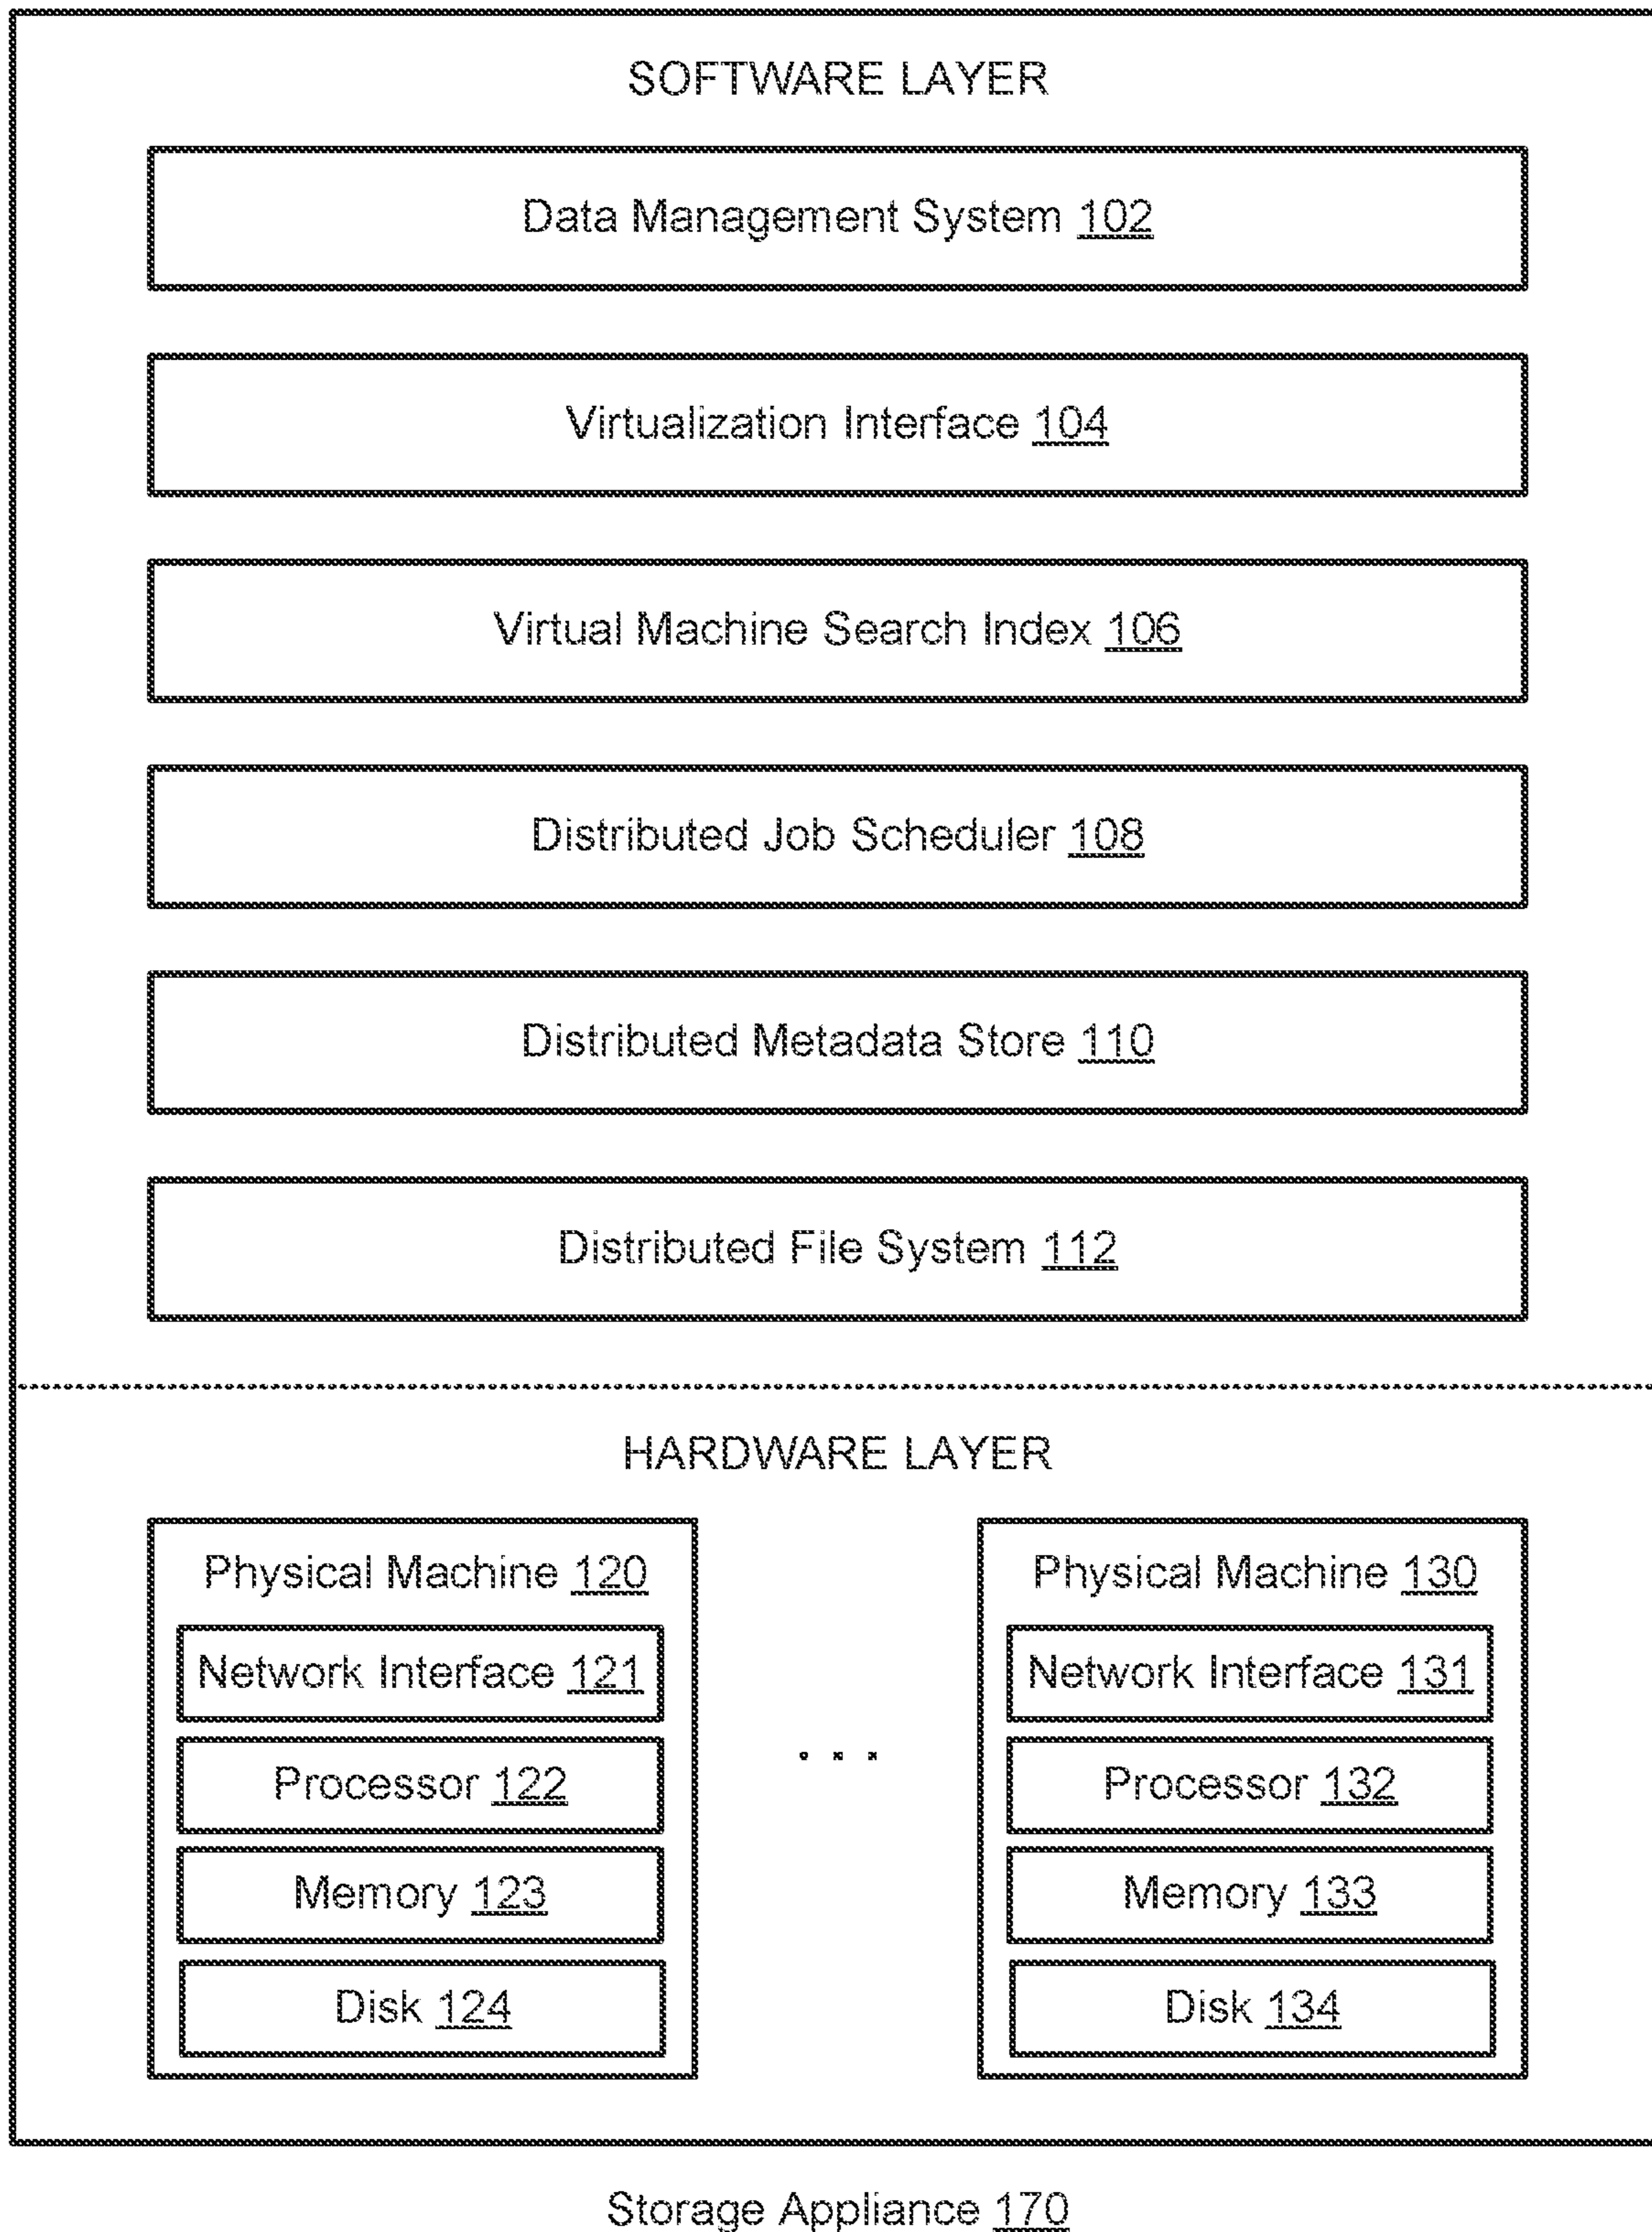 SOFTWARE LAYER
Data Management System 102
Virtualization Interface 104
Virtual Machine Search Index 106
Distributed Job Scheduler 108
Distributed Metadata Store 110
Distributed File System 112
HARDWARE LAYER
Physical Machine 120
Network Interface 121
Processor 122
Memory 123
Disk 124
. . .
Physical Machine 130
Network Interface 131
Processor 132
Memory 133
Disk 134
Storage Appliance 170